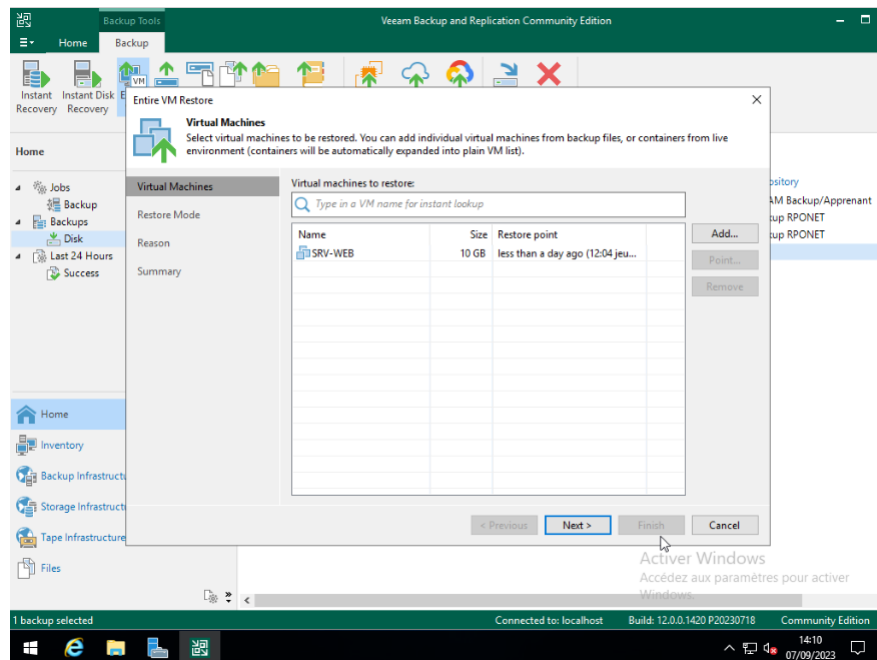 Backup Tools
Veeam Backup and Replication Community Edition
Home
Backup
VM
Instant
Recovery
Instant Disk
Recovery
E
Entire VM Restore
Virtual Machines
Select virtual machines to be restored. You can add individual virtual machines from backup files, or containers from live
environment (containers will be automatically expanded into plain VM list).
Home
Jobs
Backup
Backups
Disk
Last 24 Hours
Success
Virtual Machines
Restore Mode
Reason
Summary
Virtual machines to restore:
Type in a VM name for instant lookup
Name Size Restore point
SRV-WEB 10 GB less than a day ago (12:04 jeu...
Add...
Point...
Remove
ository
AM Backup/Apprenant
kup RPONET
kup RPONET
Home
Inventory
Backup Infrastructu
Storage Infrastructu
Tape Infrastructure
Files
< Previous
Next >
Finish
Cancel
Activer Windows
Accédez aux paramètres pour activer
Windows.
1 backup selected
Connected to: localhost
Build: 12.0.0.1420 P20230718
Community Edition
14:10
07/09/2023